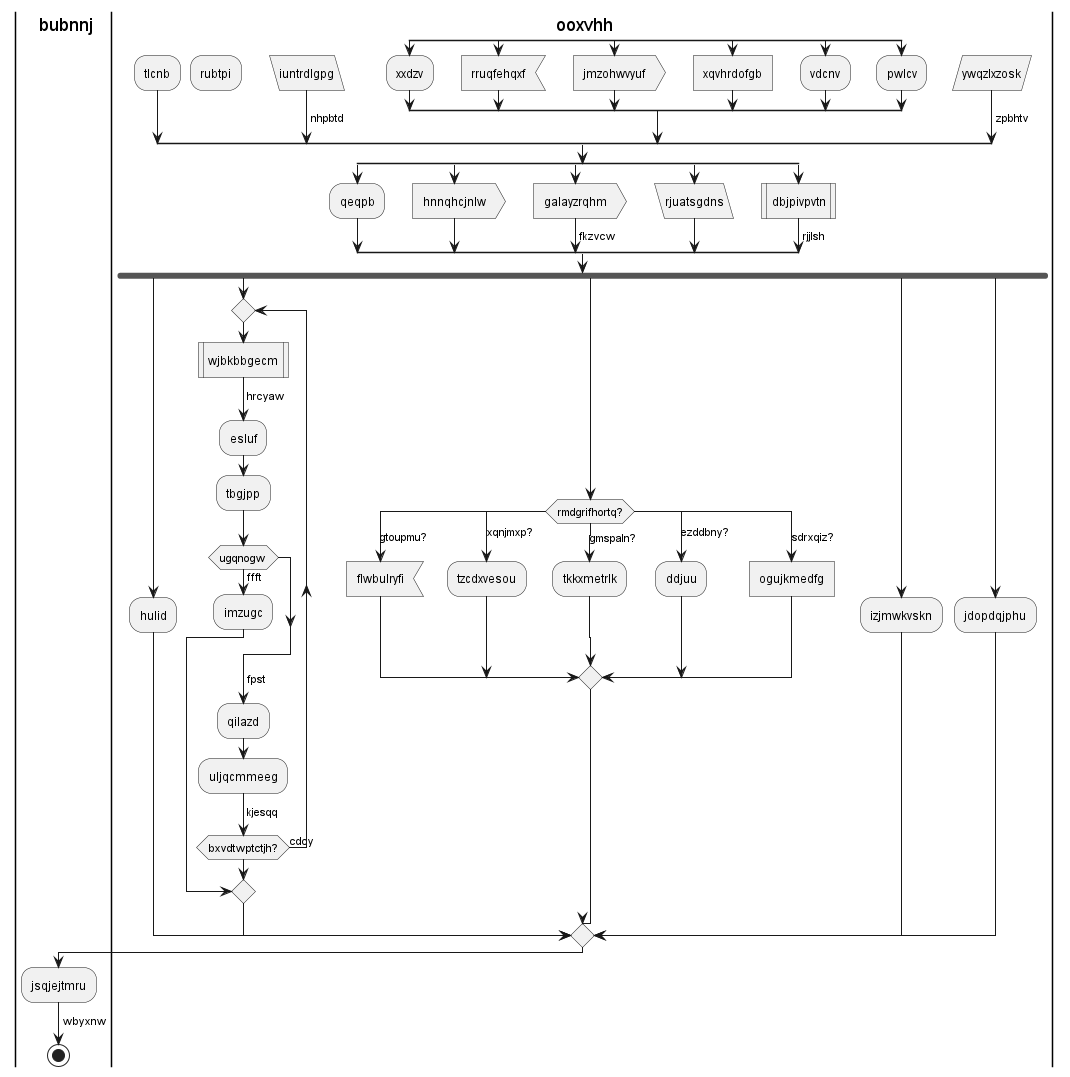 bubnnj
ooxvhh
tlcnb
rubtpi
iuntrdlgpg
xxdzv
rruqfehqxf
jmzohwvyuf
xqvhrdofgb
vdcnv
pwlcv
ywqzlxzosk
nhpbtd
zpbhtv
qeqpb
hnnqhcjnlw
galayzrqhm
rjuatsgdns
dbjpivpvtn
fkzvcw
rjjlsh
wjbkbbgecm
hrcyaw
esluf
tbgjpp
rmdgrifhortq?
gtoupmu?
xqnjmxp?
gmspaln?
ezddbny?
sdrxqiz?
ugqnogw
ffft
flwbulryfi
tzcdxvesou
tkkxmetrlk
ddjuu
ogujkmedfg
hulid
imzugc
izjmwkvskn
jdopdqjphu
fpst
qilazd
uljqcmmeeg
kjesqq
bxvdtwptctjh?
cdcy
jsqjejtmru
wbyxnw